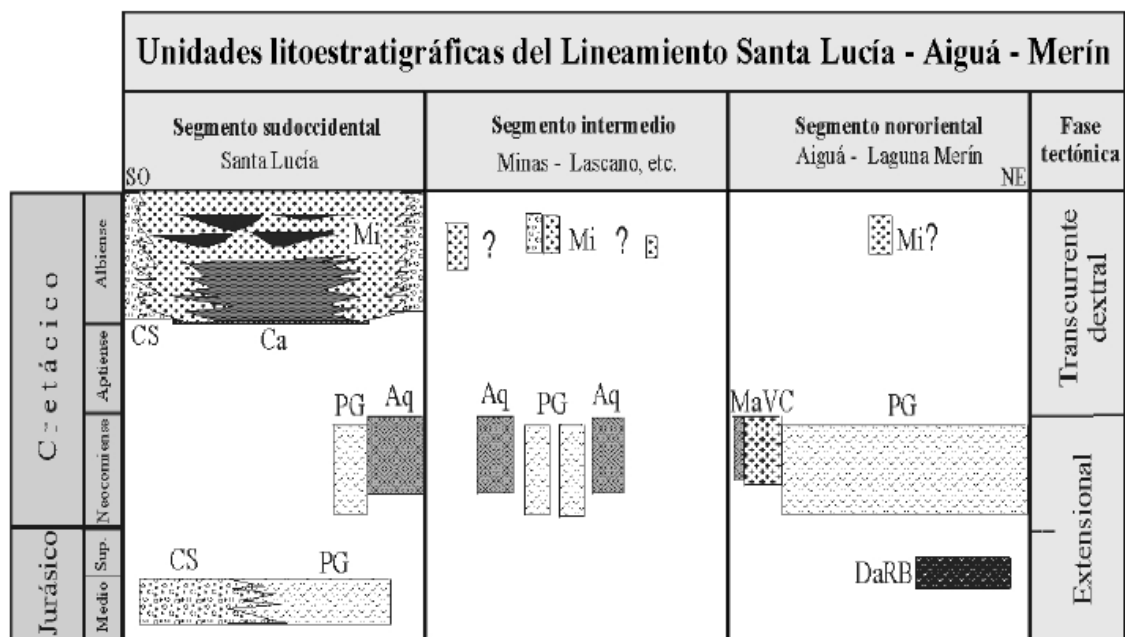 Unidades litoestratigráficas del Lineamiento Santa Lucía - Aiguá - Merín
Segmento sudoccidental
Santa Lucía
SO
Segmento intermedio
Minas - Lascano, etc.
Segmento nororiental
Aiguá - Laguna Merín
NE
Fase
tectónica
Cretácico
Albiense
Aptiense
Neocomiense
Jurásico
Sup.
Medio
Mi
CS
Ca
PG
Aq
CS
PG
?
Mi
?
Aq
PG
Aq
Mi?
MaVC
PG
DaRB
Transcurrente
dextral
Extensional